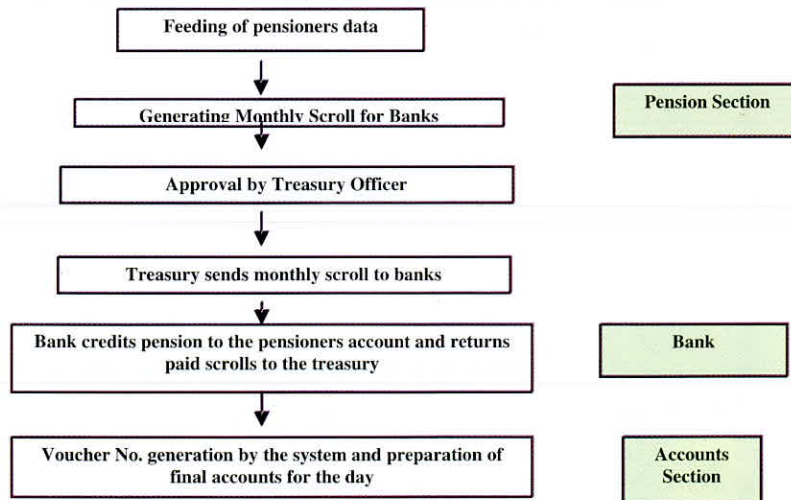 Feeding of pensioners data
Generating Monthly Scroll for Banks
Pension Section
Approval by Treasury Officer
Treasury sends monthly scroll to banks
Bank credits pension to the pensioners account and returns
paid scrolls to the treasury
Bank
Voucher No. generation by the system and preparation of
final accounts for the day
Accounts
Section